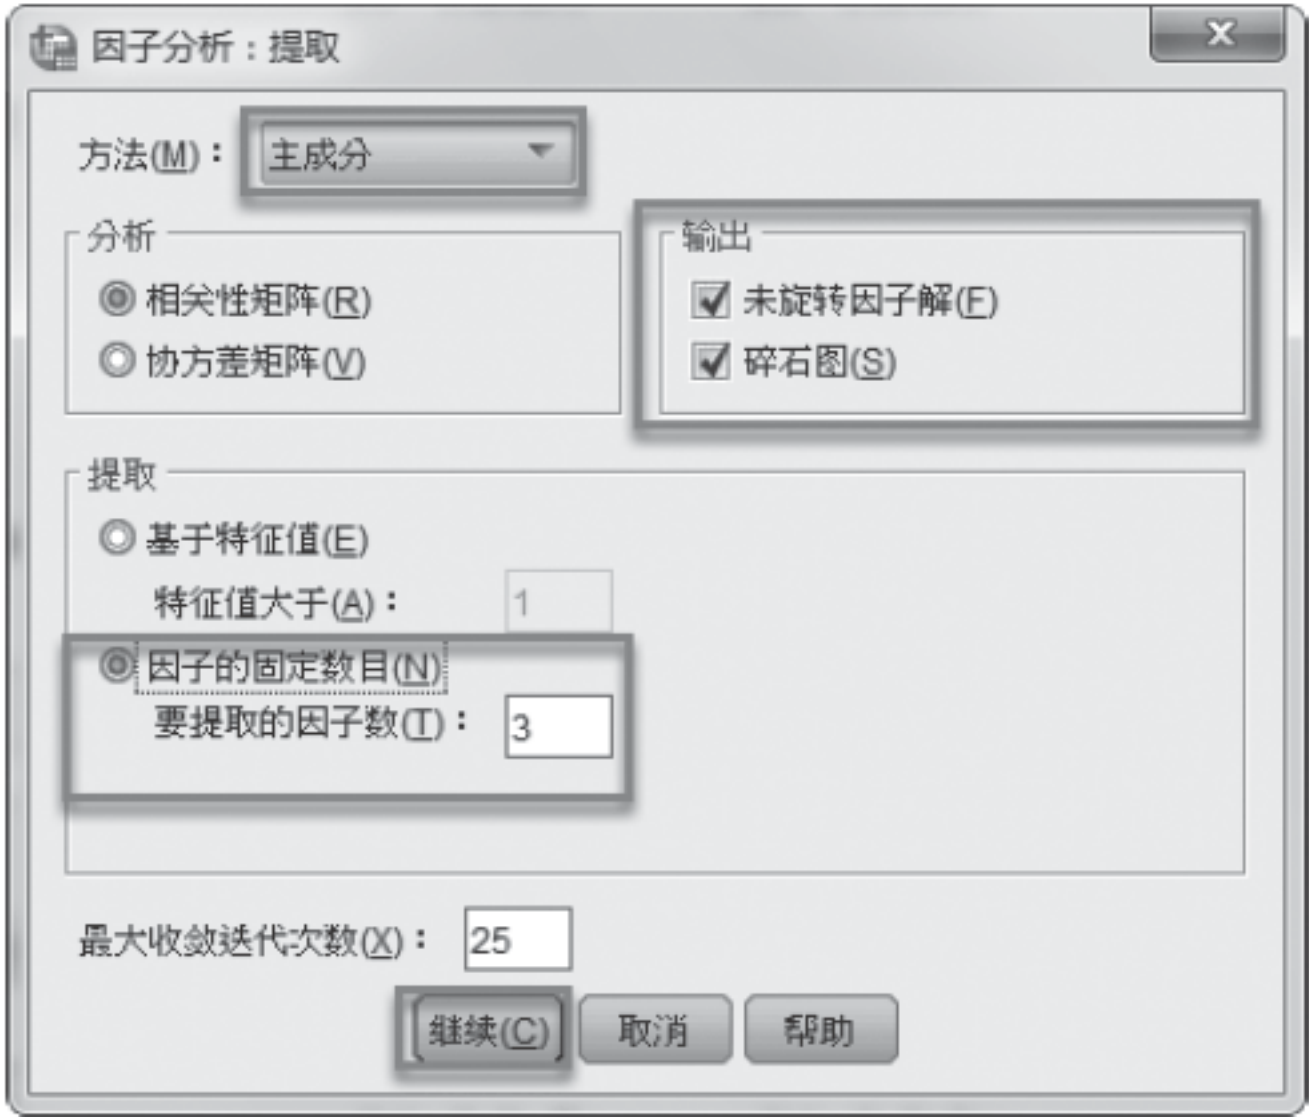 因子分析：提取
方法(M)： 主成分
分析
相关性矩阵(R)
协方差矩阵(V)
输出
未旋转因子解(F)
碎石图(S)
提取
基于特征值(E)
特征值大于(A)： 1
因子的固定数目(N)
要提取的因子数(T)： 3
最大收敛迭代次数(X)： 25
继续(C) 取消 帮助